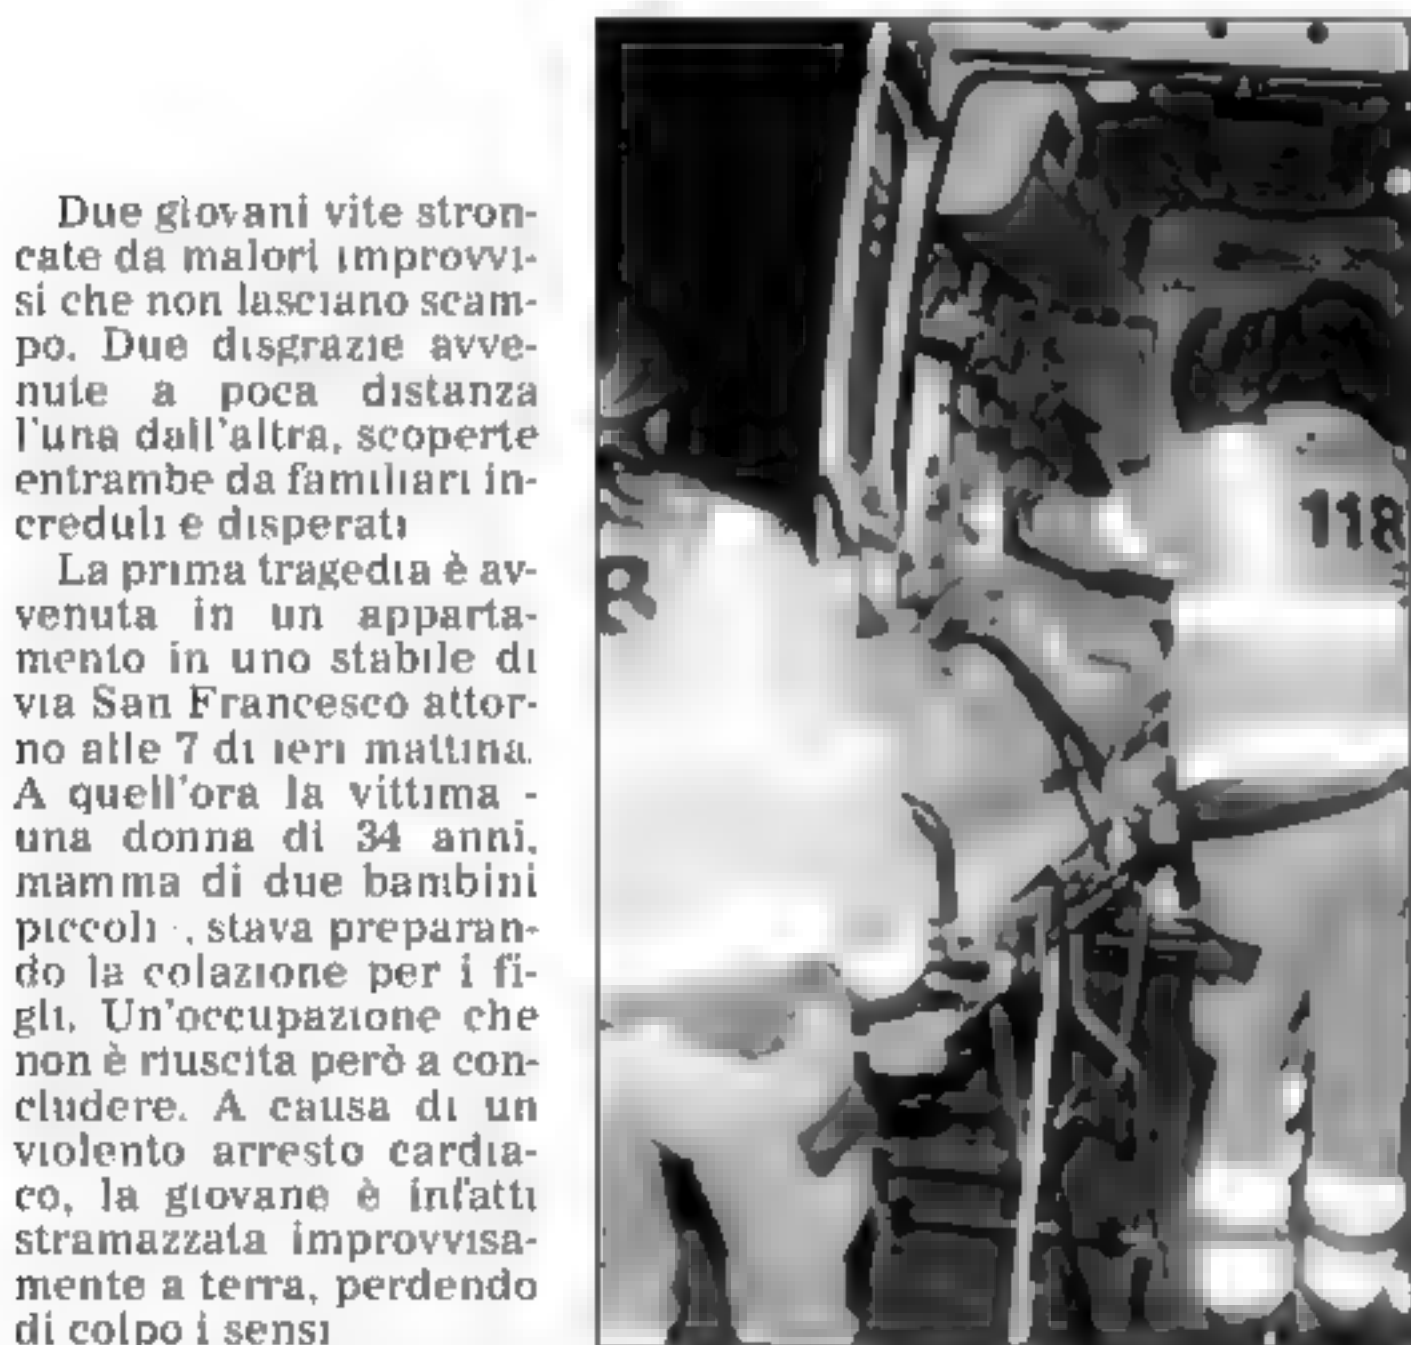 Due giovani vite stron-
cate da malori improvvi-
si che non lasciano scam-
po. Due disgrazie avve-
nute a poca distanza
l'una dall'altra, scoperte
entrambe da familiari in-
creduli e disperati
La prima tragedia è av-
venuta in un apparta-
mento in uno stabile di
via San Francesco attor-
no alle 7 di ieri mattina.
A quell'ora la vittima -
una donna di 34 anni,
mamma di due bambini
piccoli -, stava preparan-
do la colazione per i fi-
gli. Un'occupazione che
non è riuscita però a con-
cludere. A causa di un
violento arresto cardia-
co, la giovane è infatti
stramazzata improvvisa-
mente a terra, perdendo
di colpo i sensi
R
118